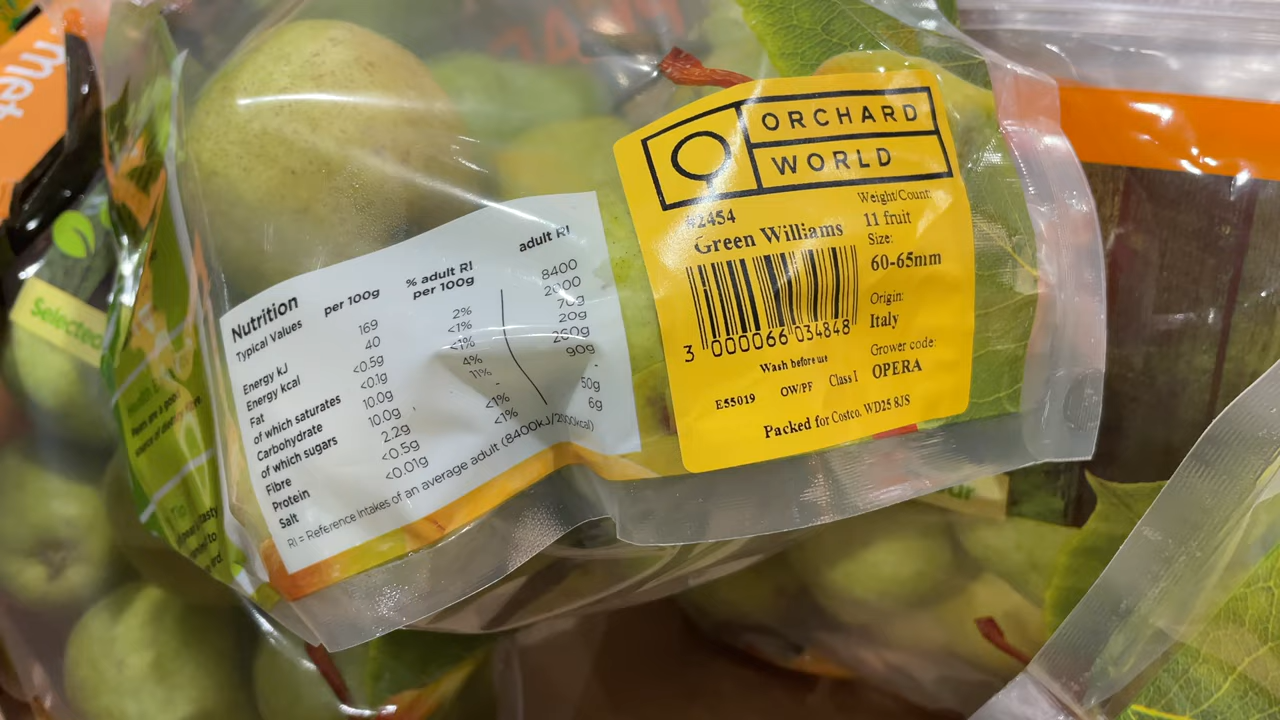 met
Selected
Nutrition
Typical Values per 100g % adult RI per 100g adult RI
Energy kJ 169 2% 8400
Energy kcal 40 <1% 2000
Fat <0.5g <1% 70g
of which saturates <0.1g 20g
Carbohydrate 10.0g 4% 260g
of which sugars 10.0g 11% 90g
Fibre 2.2g -
Protein <0.5g <1% 50g
Salt <0.01g <1% 6g
RI = Reference Intakes of an average adult (8400kJ/2000kcal)
ORCHARD
WORLD
#2454
Green Williams
Weight/Count:
11 fruit
Size:
60-65mm
Origin:
Italy
Grower code:
OPERA
3 000066 034848
Wash before use
E55019 OW/PF Class I
Packed for Costco. WD25 8JS